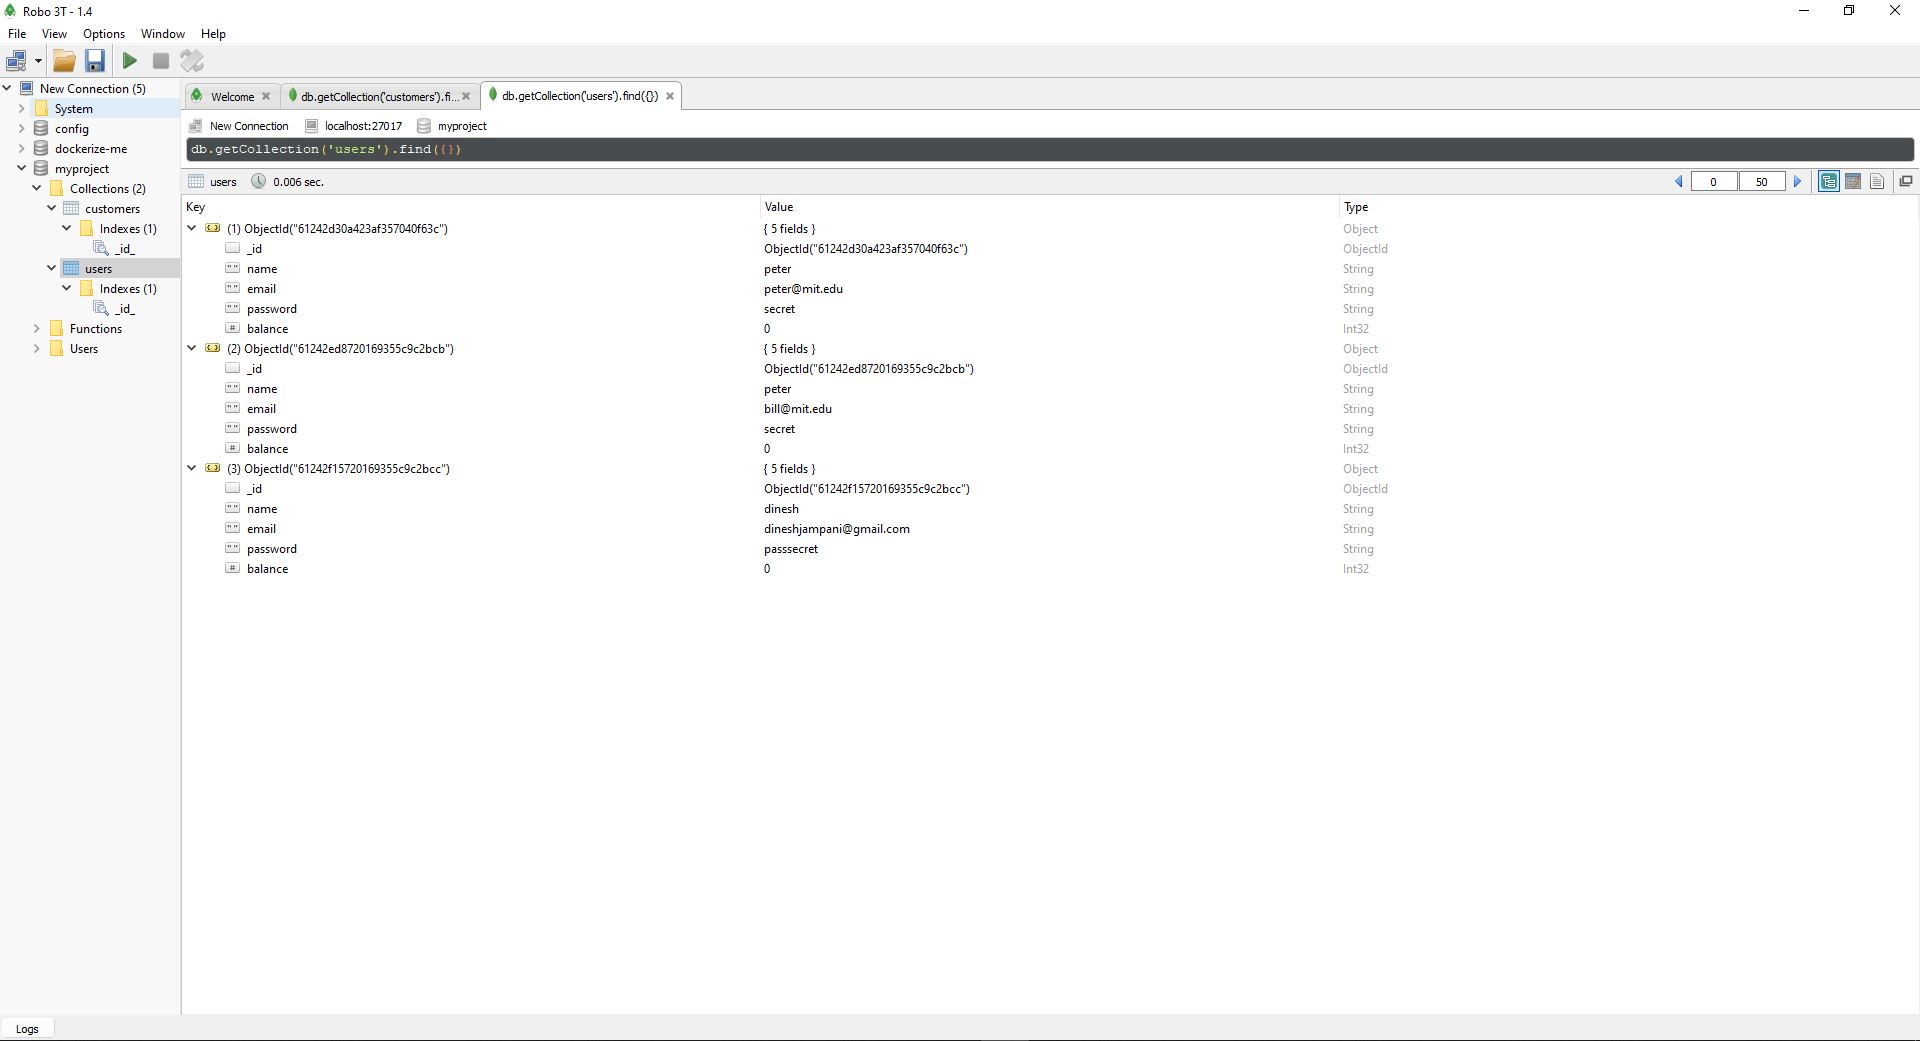 Robo 3T - 1.4
File View Options Window Help
New Connection (5)
System
config
dockerize-me
myproject
Collections (2)
customers
Indexes (1)
_id_
users
Indexes (1)
_id_
Functions
Users
Welcome db.getCollection('customers').fi... db.getCollection('users').find({})
New Connection localhost:27017 myproject
db.getCollection('users').find({})
users 0.006 sec. 0 50
Key Value Type
(1) ObjectId("61242d30a423af357040f63c") { 5 fields } Object
_id ObjectId("61242d30a423af357040f63c") ObjectId
name peter String
email peter@mit.edu String
password secret String
balance 0 Int32
(2) ObjectId("61242ed8720169355c9c2bcb") { 5 fields } Object
_id ObjectId("61242ed8720169355c9c2bcb") ObjectId
name peter String
email bill@mit.edu String
password secret String
balance 0 Int32
(3) ObjectId("61242f15720169355c9c2bcc") { 5 fields } Object
_id ObjectId("61242f15720169355c9c2bcc") ObjectId
name dinesh String
email dineshjampani@gmail.com String
password passsecret String
balance 0 Int32
Logs